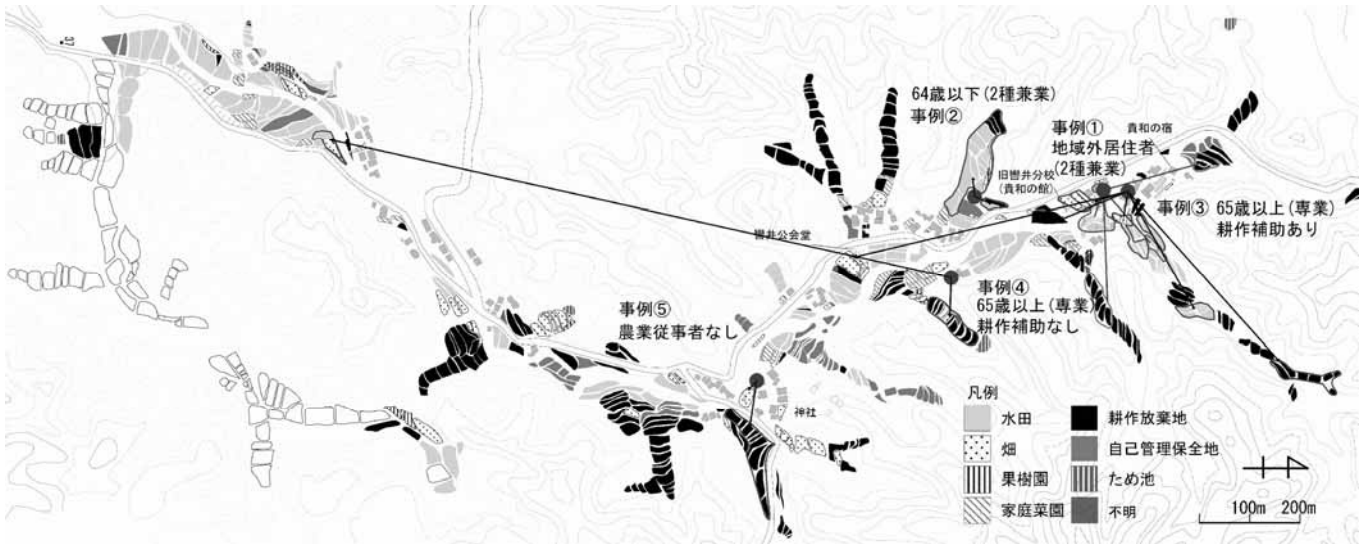 37
64歳以下(2種兼業)
事例②
事例①
貴和の宿
地域外居住者
(2種兼業)
旧轡井分校
(貴和の館)
事例③ 65歳以上(専業)
耕作補助あり
轡井公会堂
事例④
65歳以上(専業)
耕作補助なし
事例⑤
農業従事者なし
神社
凡例
水田
耕作放棄地
畑
自己管理保全地
果樹園
ため池
家庭菜園
不明
100m 200m